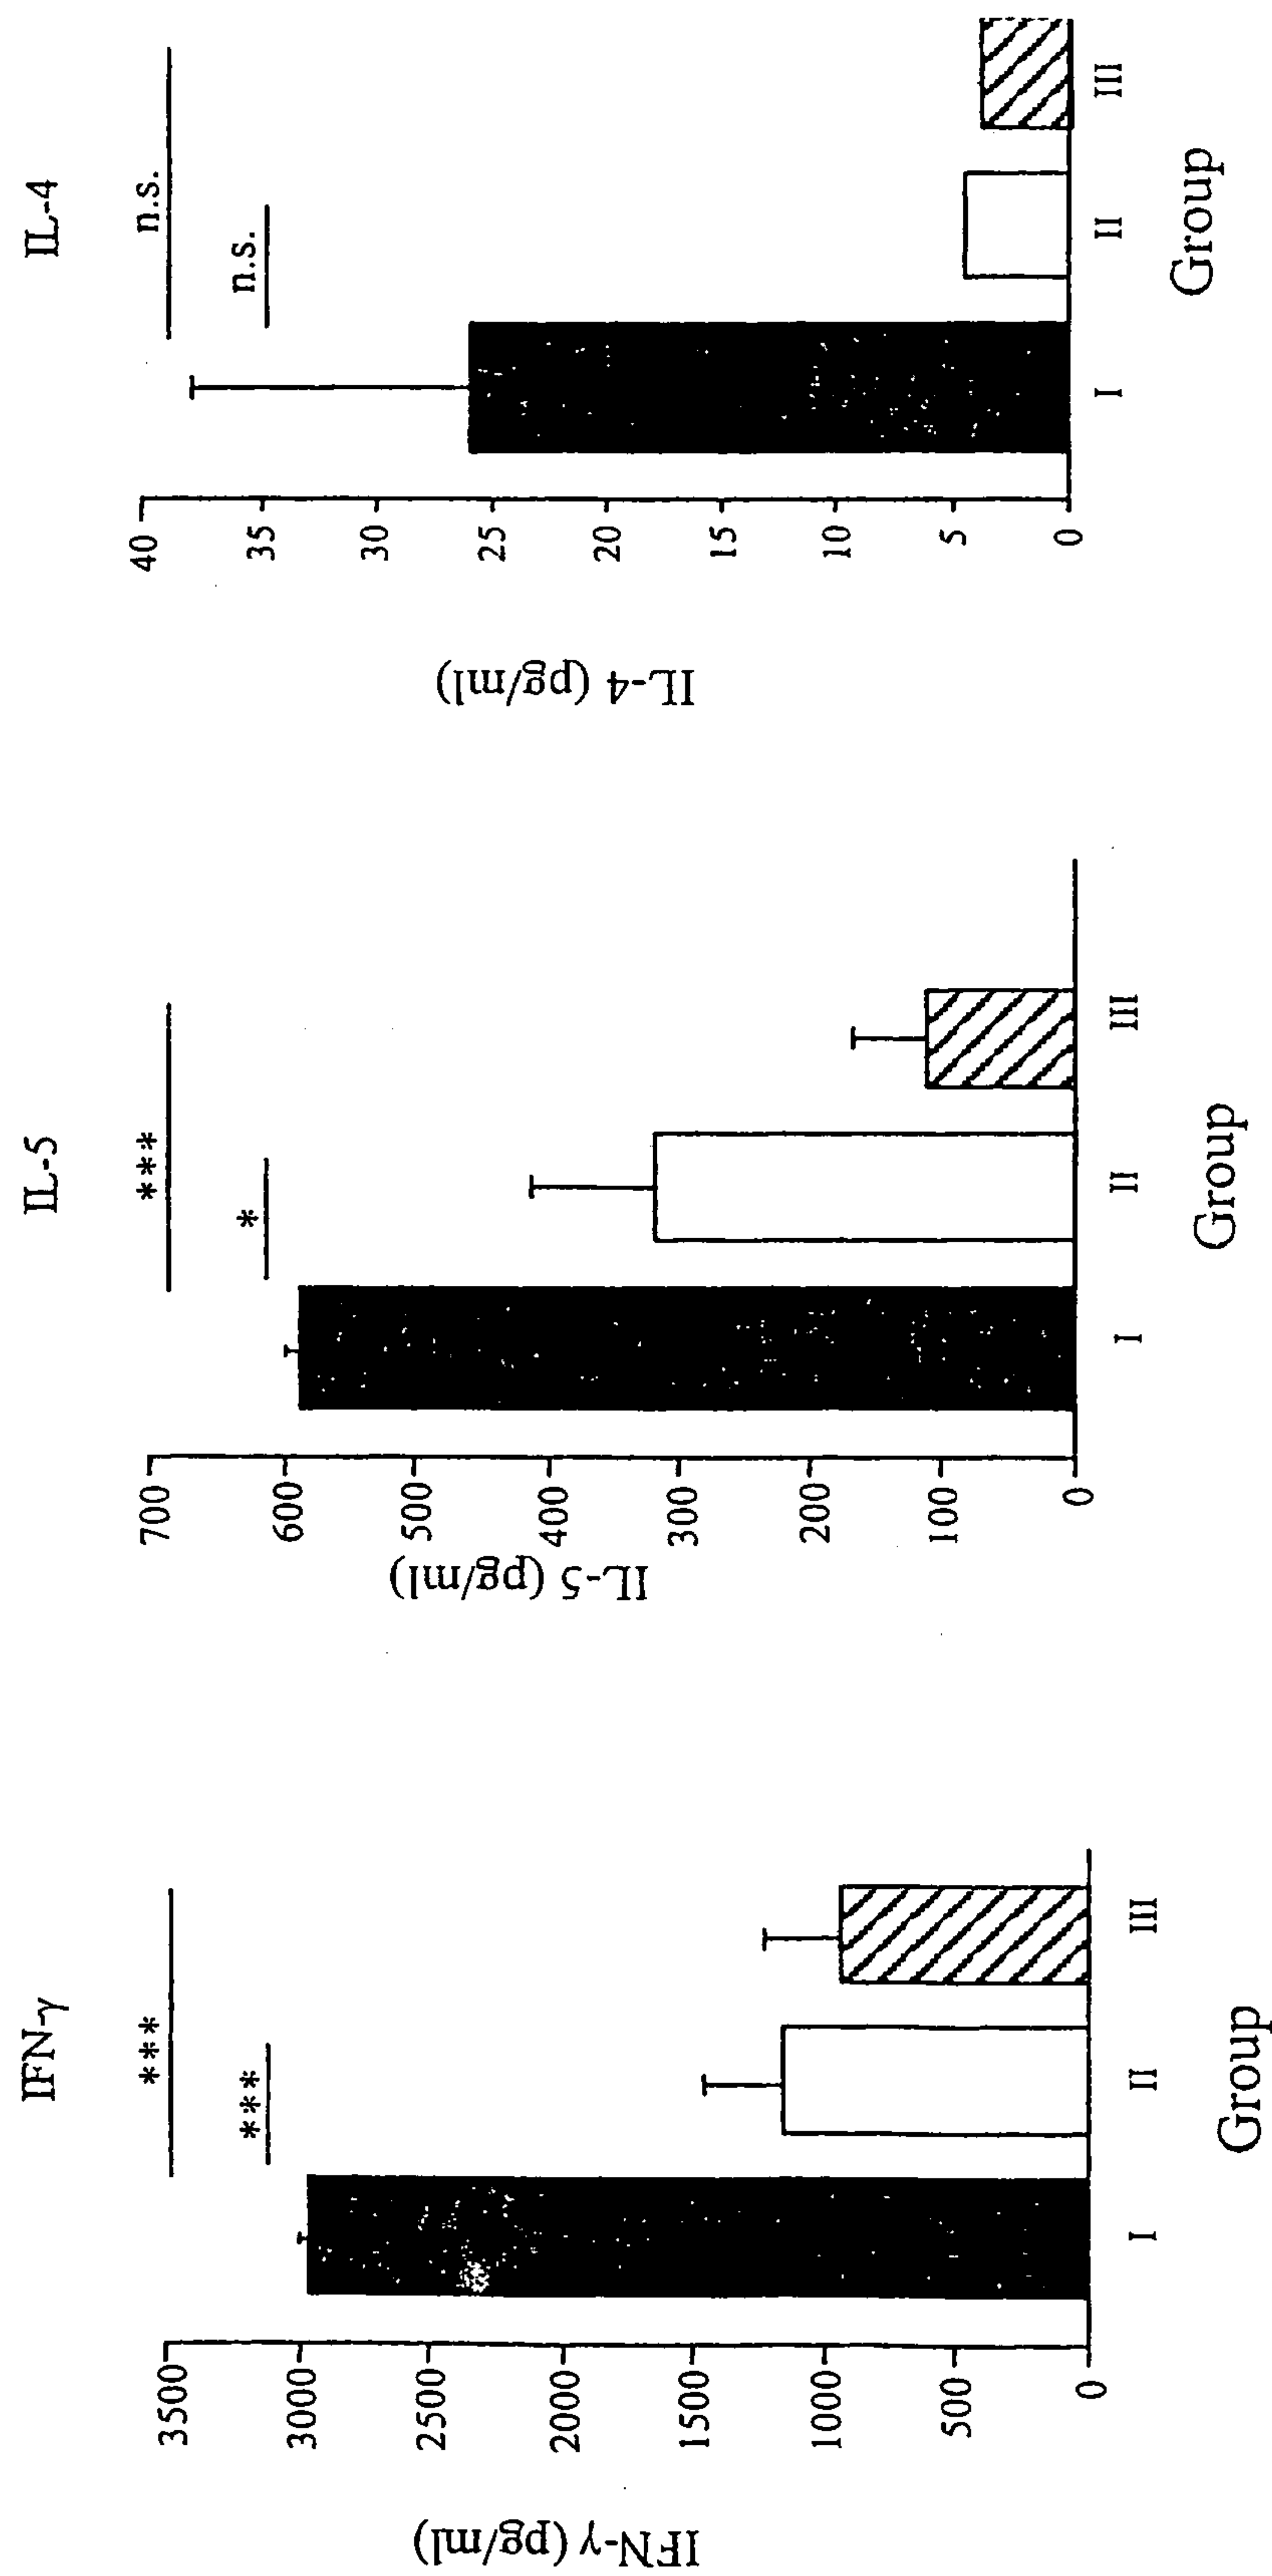 IFN-γ
***
***
3500
3000
2500
2000
1500
1000
500
0
IFN-γ (pg/ml)
I II III
Group
IL-5
***
*
700
600
500
400
300
200
100
0
IL-5 (pg/ml)
I II III
Group
IL-4
n.s.
n.s.
40
35
30
25
20
15
10
5
0
IL-4 (pg/ml)
I II III
Group